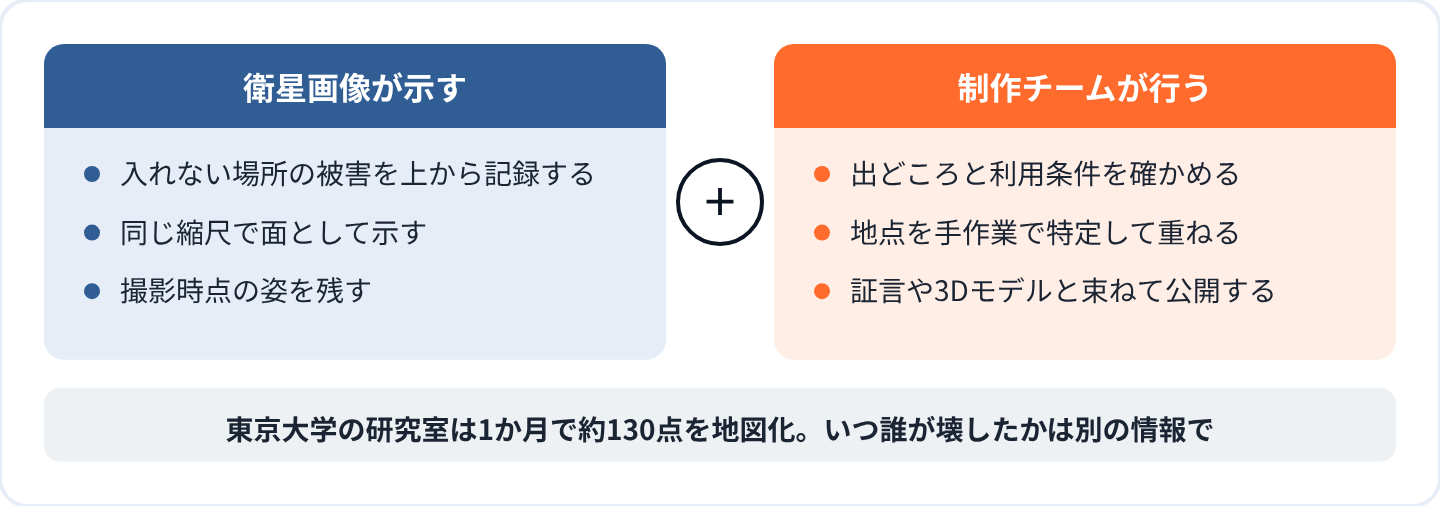 衛星画像が示す
入れない場所の被害を上から記録する
同じ縮尺で面として示す
撮影時点の姿を残す
+
制作チームが行う
出どころと利用条件を確かめる
地点を手作業で特定して重ねる
証言や3Dモデルと束ねて公開する
東京大学の研究室は1か月で約130点を地図化。いつ誰が壊したかは別の情報で